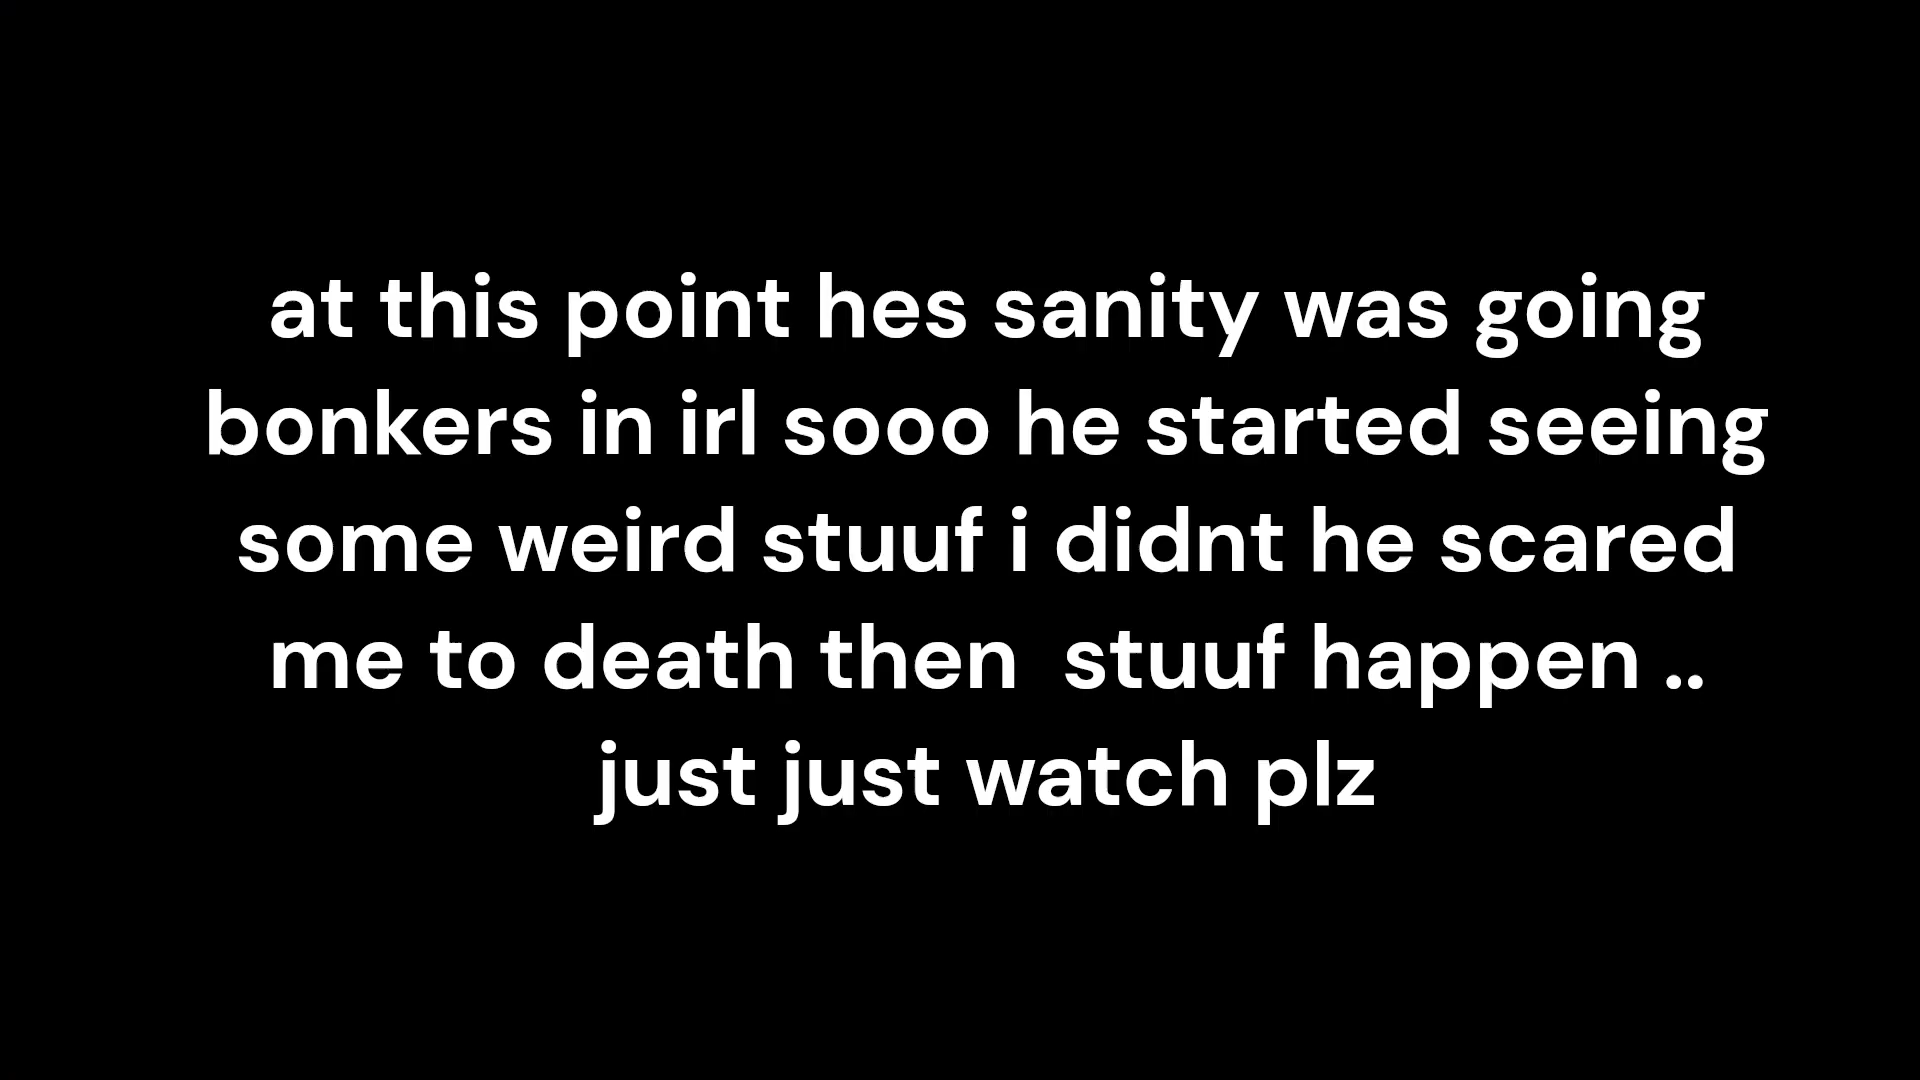 at this point hes sanity was going
bonkers in irl sooo he started seeing
some weird stuuf i didnt he scared
me to death then  stuuf happen ..
just just watch plz